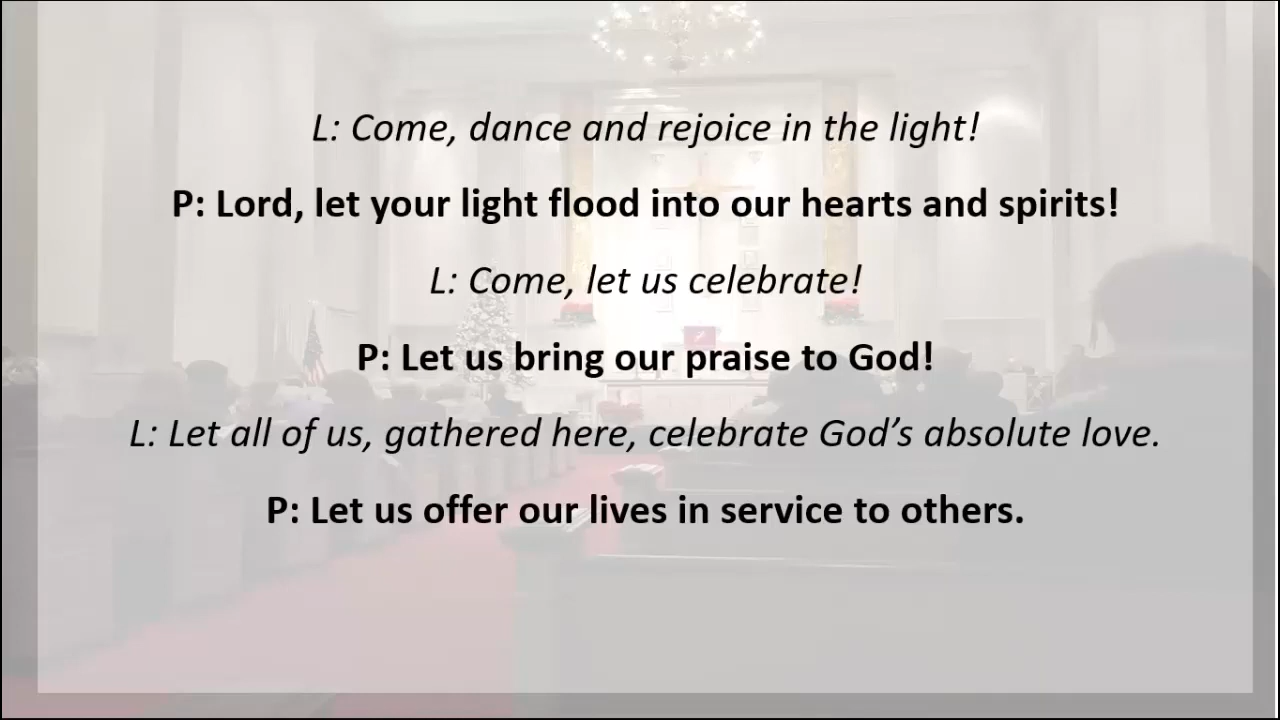 L: Come, dance and rejoice in the light!
P: Lord, let your light flood into our hearts and spirits!
L: Come, let us celebrate!
P: Let us bring our praise to God!
L: Let all of us, gathered here, celebrate God’s absolute love.
P: Let us offer our lives in service to others.